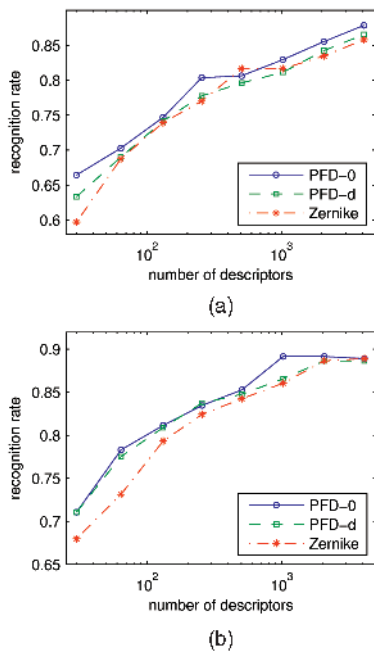 (a)
0.85
0.8
0.75
0.7
0.65
0.6
recognition rate
PFD-0
PFD-d
Zernike
10²
10³
number of descriptors
(a)
0.9
0.85
0.8
0.75
0.7
0.65
recognition rate
PFD-0
PFD-d
Zernike
10²
10³
number of descriptors
(b)